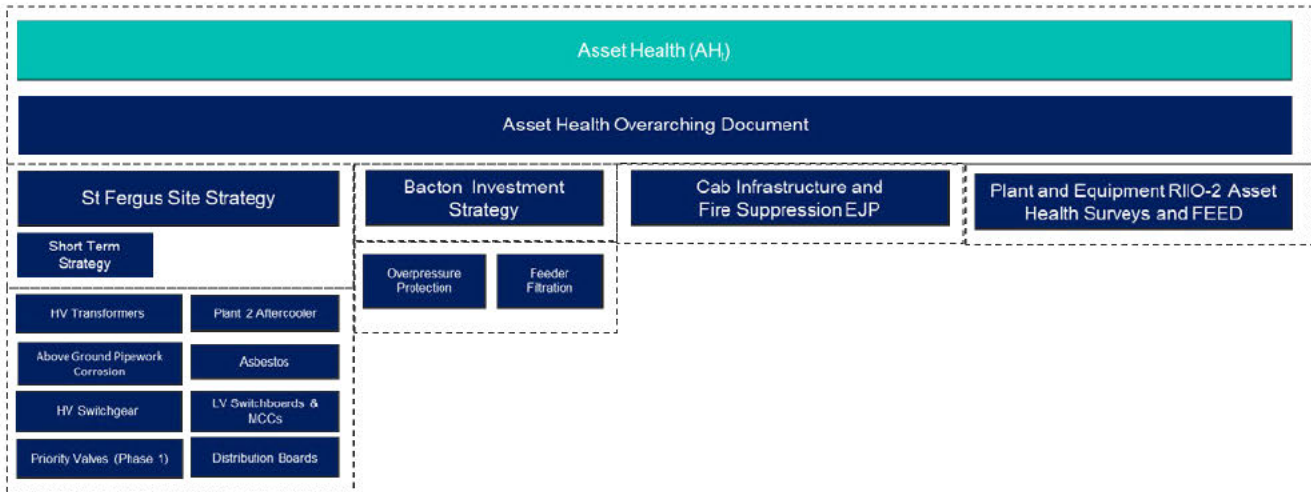 Asset Health (AHt)
Asset Health Overarching Document
St Fergus Site Strategy
Short Term
Strategy
HV Transformers
Plant 2 Aftercooler
Above Ground Pipework
Corrosion
Asbestos
HV Switchgear
LV Switchboards &
MCCs
Priority Valves (Phase 1)
Distribution Boards
Bacton Investment
Strategy
Overpressure
Protection
Feeder
Filtration
Cab Infrastructure and
Fire Suppression EJP
Plant and Equipment RIIO-2 Asset
Health Surveys and FEED